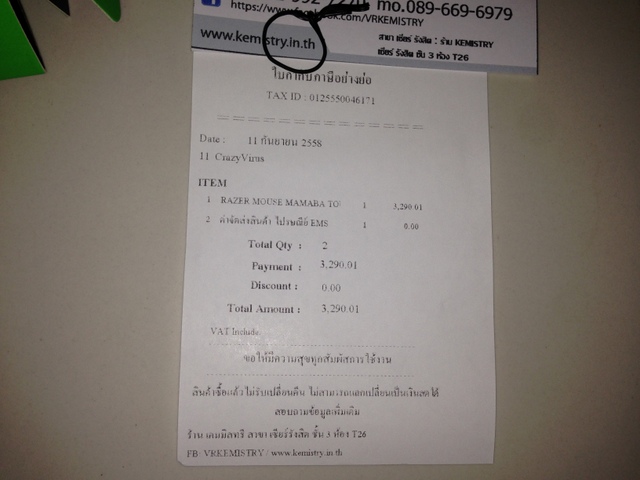 mo.089-669-6979
https://www.facebook.com/VRKEMISTRY
www.kemistry.in.th
สาขา เซียร์ รังสิต : ร้าน KEMISTRY
เซียร์ รังสิต ชั้น 3 ห้อง T26
ใบกำกับภาษีอย่างย่อ
TAX ID : 0125550046171
Date : 11 กันยายน 2558
11 CrazyVirus
ITEM
1 RAZER MOUSE MAMABA TO 1 3,290.01
2 ค่าจัดส่งสินค้า ไปรษณีย์ EMS 1 0.00
Total Qty : 2
Payment : 3,290.01
Discount : 0.00
Total Amount : 3,290.01
VAT Include
ขอให้มีความสุขทุกสัมผัสการใช้งาน
สินค้าซื้อแล้วไม่รับเปลี่ยนคืน ไม่สามารถแลกเปลี่ยนเป็นเงินสดได้
สอบถามข้อมูลเพิ่มเติม
ร้าน เคมมิสทรี สาขา เซียร์รังสิต ชั้น 3 ห้อง T26
FB VRKEMISTRY / www.kemistry.in.th